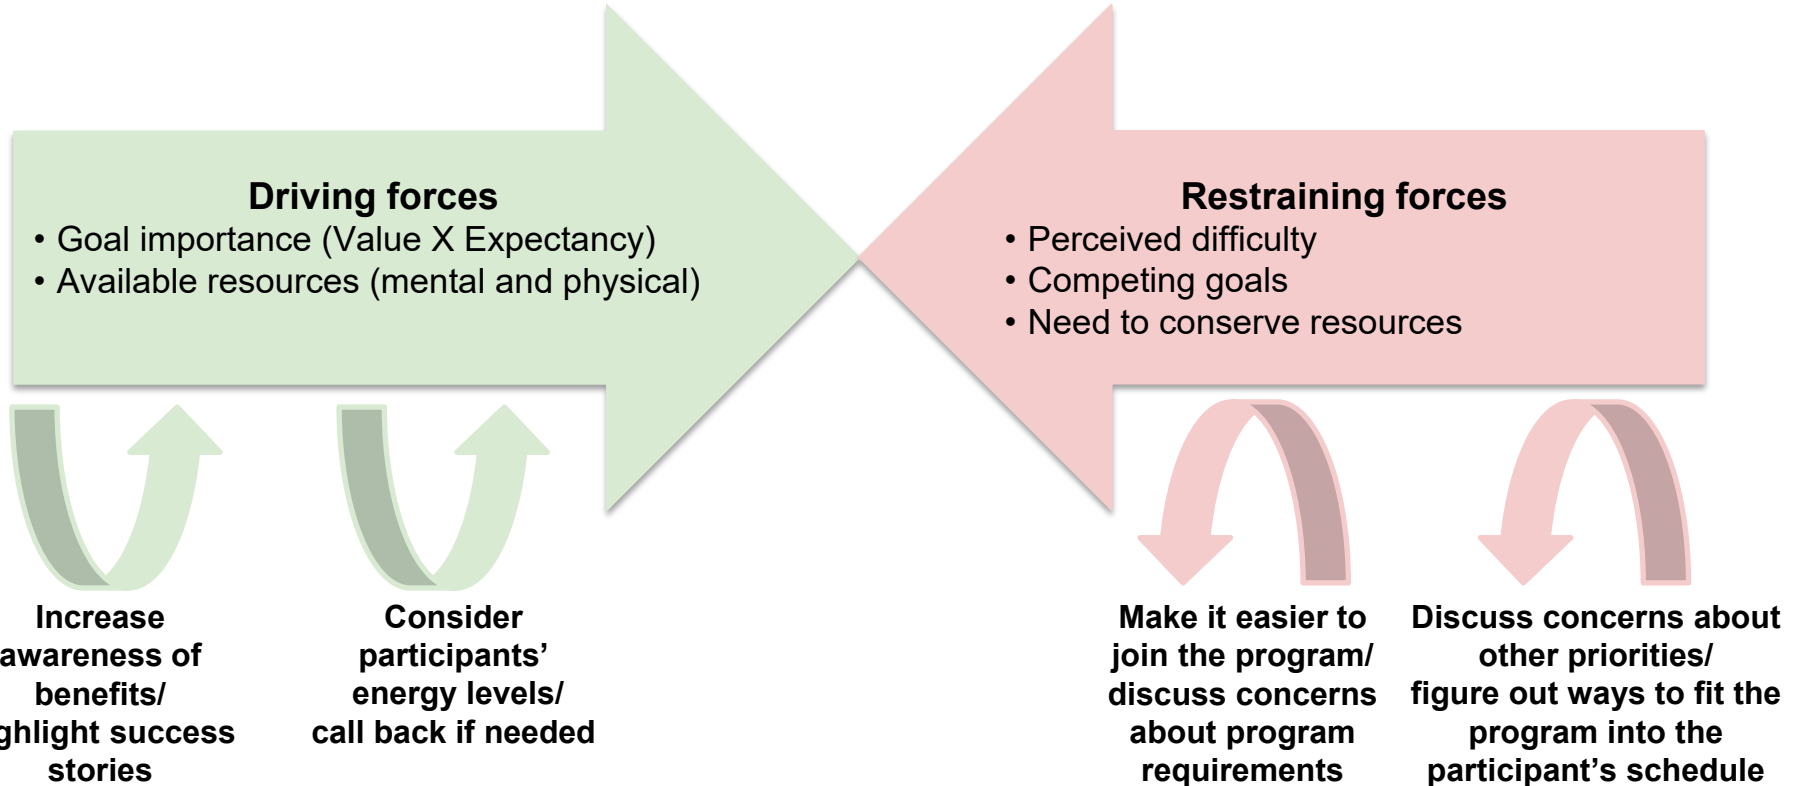 Driving forces
• Goal importance (Value X Expectancy)
• Available resources (mental and physical)
Restraining forces
• Perceived difficulty
• Competing goals
• Need to conserve resources
Increase
awareness of
benefits/
ghlight success
stories
Consider
participants’
energy levels/
call back if needed
Make it easier to
join the program/
discuss concerns
about program
requirements
Discuss concerns about
other priorities/
figure out ways to fit the
program into the
participant’s schedule